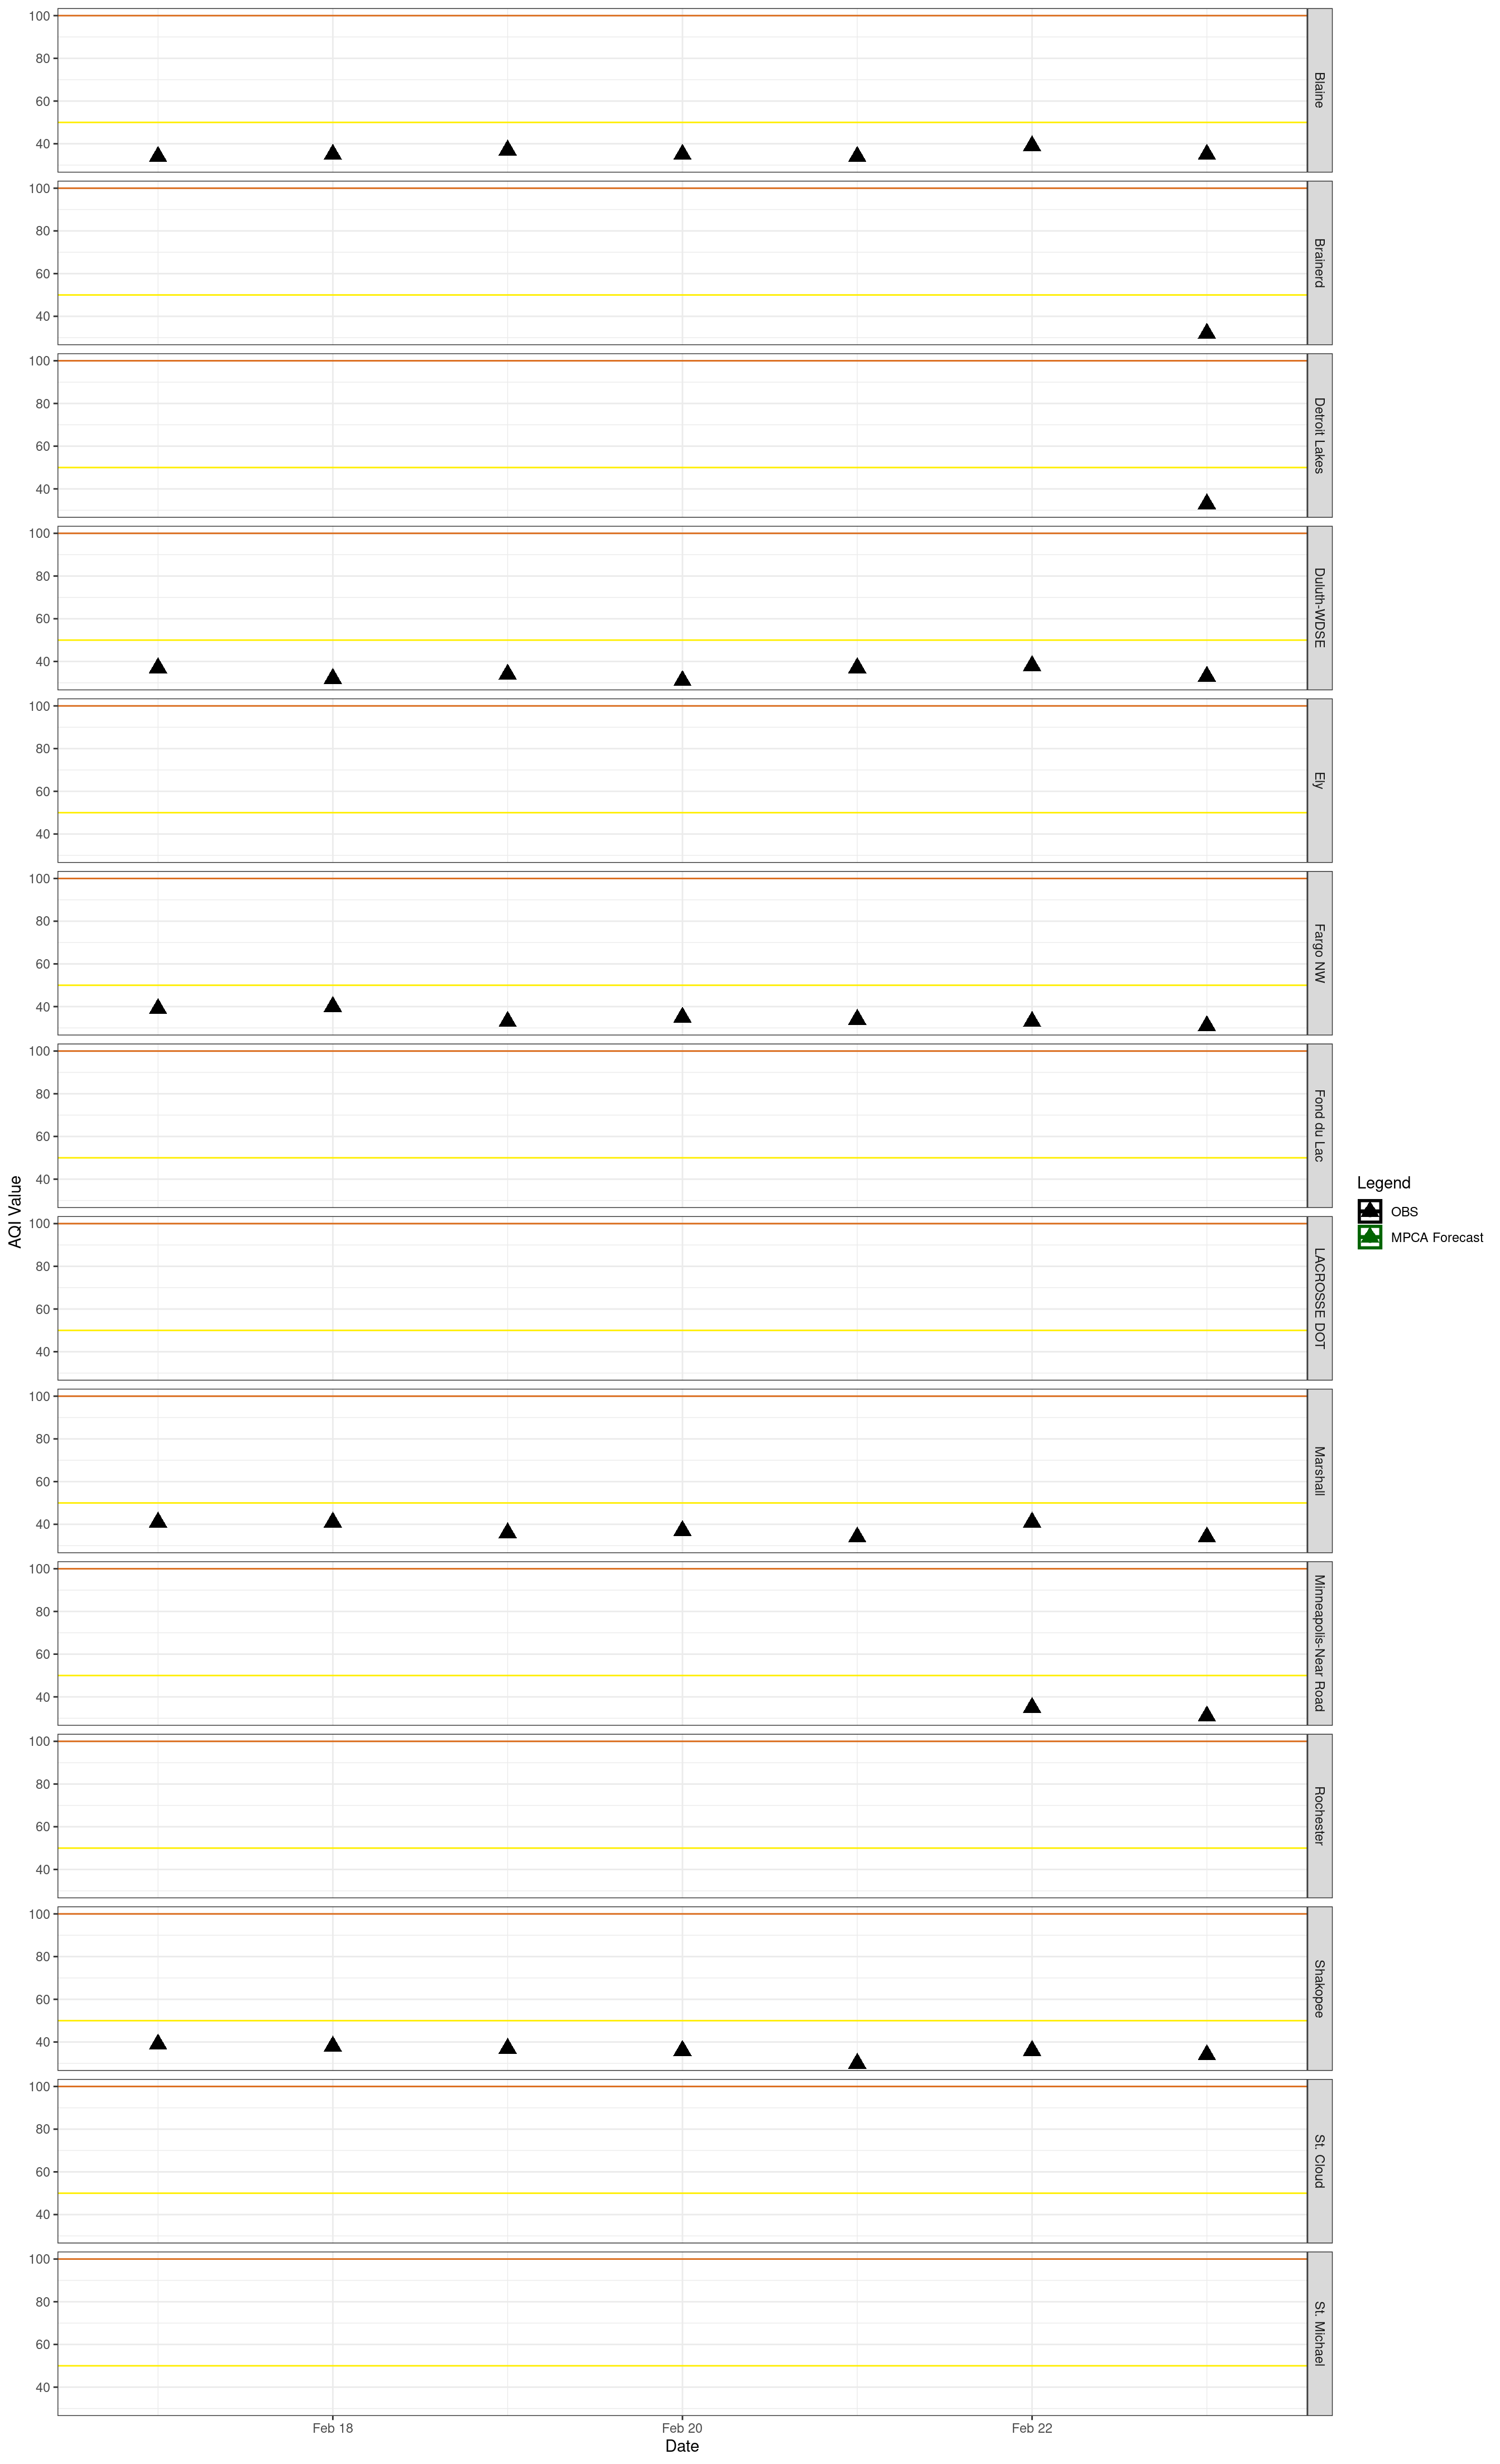 100
80
60
40
Blaine
100
80
60
40
Brainerd
100
80
60
40
Detroit Lakes
100
80
60
40
Duluth-WDSE
100
80
60
40
Ely
100
80
60
40
Fargo NW
100
80
60
40
Fond du Lac
100
80
60
40
LACROSSE DOT
100
80
60
40
Marshall
100
80
60
40
Minneapolis-Near Road
100
80
60
40
Rochester
100
80
60
40
Shakopee
100
80
60
40
St. Cloud
100
80
60
40
St. Michael
AQI Value
Feb 18
Feb 20
Feb 22
Date
Legend
OBS
MPCA Forecast